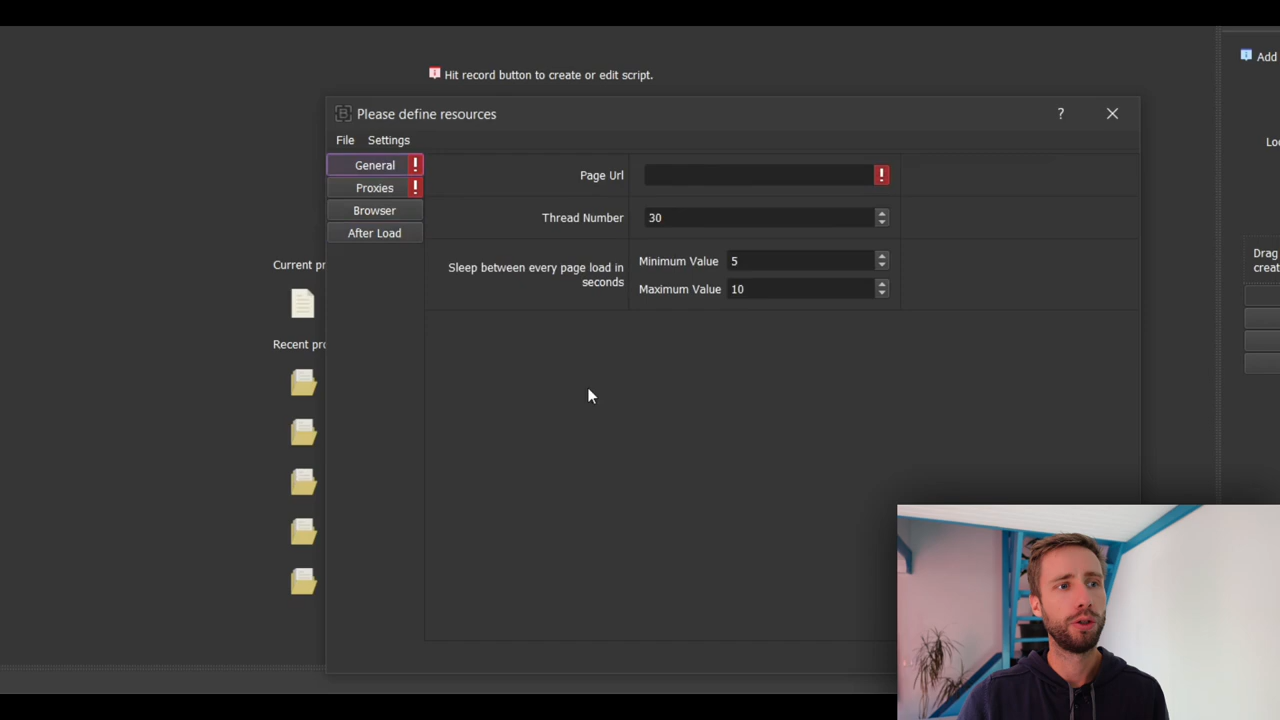 Hit record button to create or edit script.
Add
Please define resources
?
File Settings
General !
Proxies !
Browser
After Load
Page Url !
Thread Number 30
Sleep between every page load in
seconds
Minimum Value 5
Maximum Value 10
Current pr
Recent pro
Lo
Drag
creat